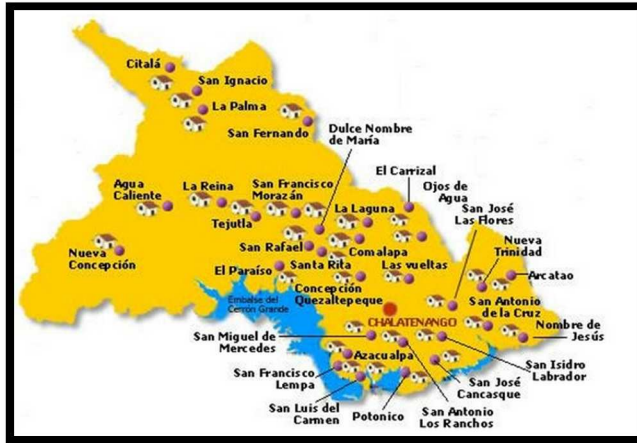 Citalá
San Ignacio
La Palma
San Fernando
Dulce Nombre
de María
El Carrizal
Ojos de
Agua
San José
Las Flores
Agua
Caliente
La Reina
San Francisco
Morazán
La Laguna
Tejutla
Nueva
Trinidad
Nueva
Concepción
San Rafael
Comalapa
Arcatao
El Paraíso
Santa Rita
Las vueltas
Concepción
Quezaltepeque
San Antonio
de la Cruz
Embalse del
Cerrón Grande
CHALATENANGO
Nombre de
Jesús
San Miguel de
Mercedes
Azacualpa
San Isidro
Labrador
San Francisco
Lempa
San José
Cancasque
San Luis del
Carmen
Potonico
San Antonio
Los Ranchos